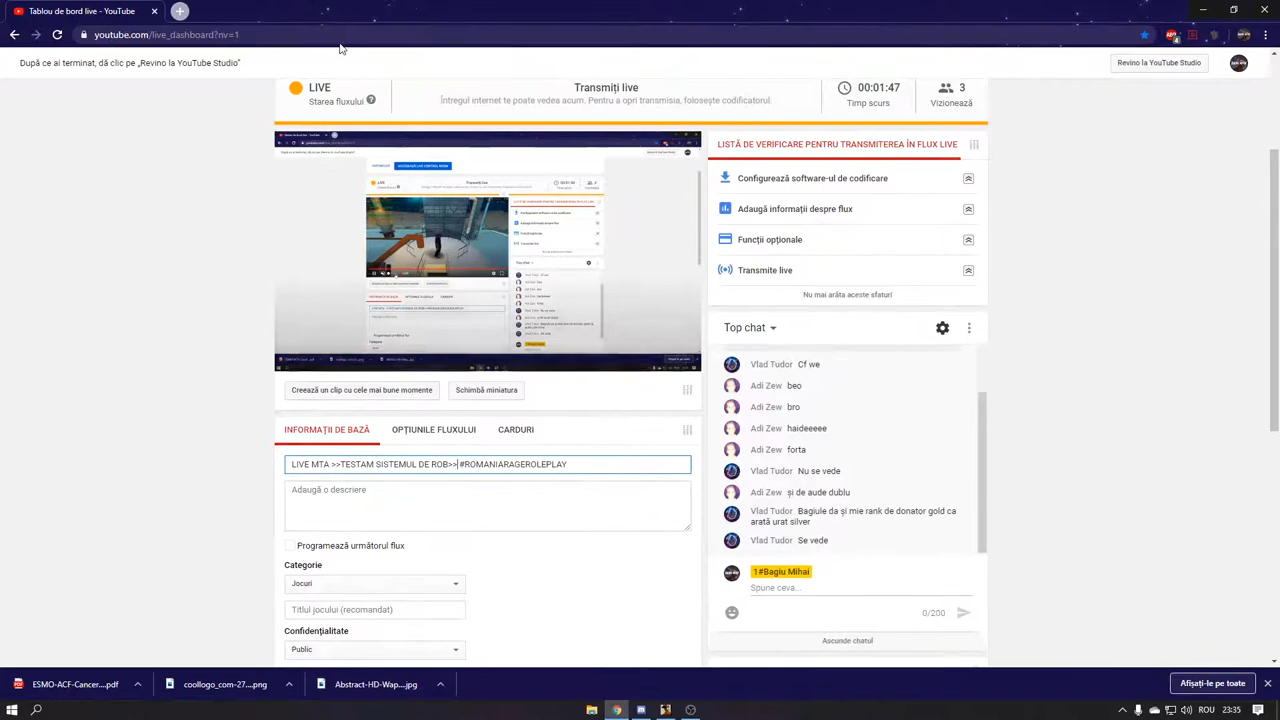 Tablou de bord live - YouTube
youtube.com/live_dashboard?nv=1
După ce ai terminat, dă clic pe „Revino la YouTube Studio”
Revino la YouTube Studio
LIVE
Starea fluxului
Transmiți live
Întregul internet te poate vedea acum. Pentru a opri transmisia, folosește codificatorul.
00:01:47
Timp scurs
3
Vizionează
LISTĂ DE VERIFICARE PENTRU TRANSMITEREA ÎN FLUX LIVE
Configurează software-ul de codificare
Adaugă informații despre flux
Funcții opționale
Transmite live
Nu mai arăta aceste sfaturi
Top chat
Vlad Tudor Cf we
Adi Zew beo
Adi Zew bro
Adi Zew haideeeee
Adi Zew forta
Vlad Tudor Nu se vede
Adi Zew și de aude dublu
Vlad Tudor Bagiule da și mie rank de donator gold ca
arată urat silver
Vlad Tudor Se vede
1#Bagiu Mihai
Spune ceva...
0/200
Ascunde chatul
Creează un clip cu cele mai bune momente
Schimbă miniatura
INFORMAȚII DE BAZĂ
OPȚIUNILE FLUXULUI
CARDURI
LIVE MTA >>TESTAM SISTEMUL DE ROB>>#ROMANIARAGEROLEPLAY
Adaugă o descriere
Programează următorul flux
Categorie
Jocuri
Titlul jocului (recomandat)
Confidențialitate
Public
ESMO-ACF-Cancer....pdf
coollogo_com-27....png
Abstract-HD-Wap....jpg
Afișați-le pe toate
ROU
23:35